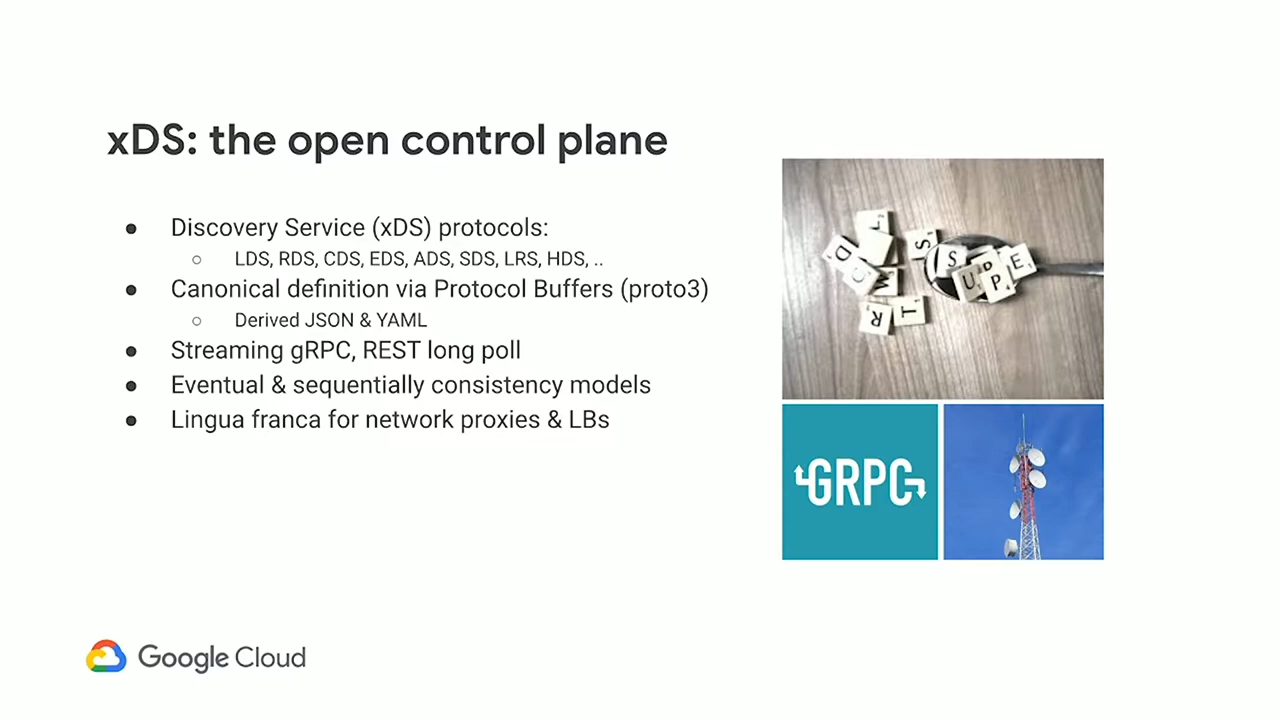 xDS: the open control plane
● Discovery Service (xDS) protocols:
○ LDS, RDS, CDS, EDS, ADS, SDS, LRS, HDS, ..
● Canonical definition via Protocol Buffers (proto3)
○ Derived JSON & YAML
● Streaming gRPC, REST long poll
● Eventual & sequentially consistency models
● Lingua franca for network proxies & LBs
L
D
C
S
M
R
T
S
U
P
P
E
GRPC
Google Cloud